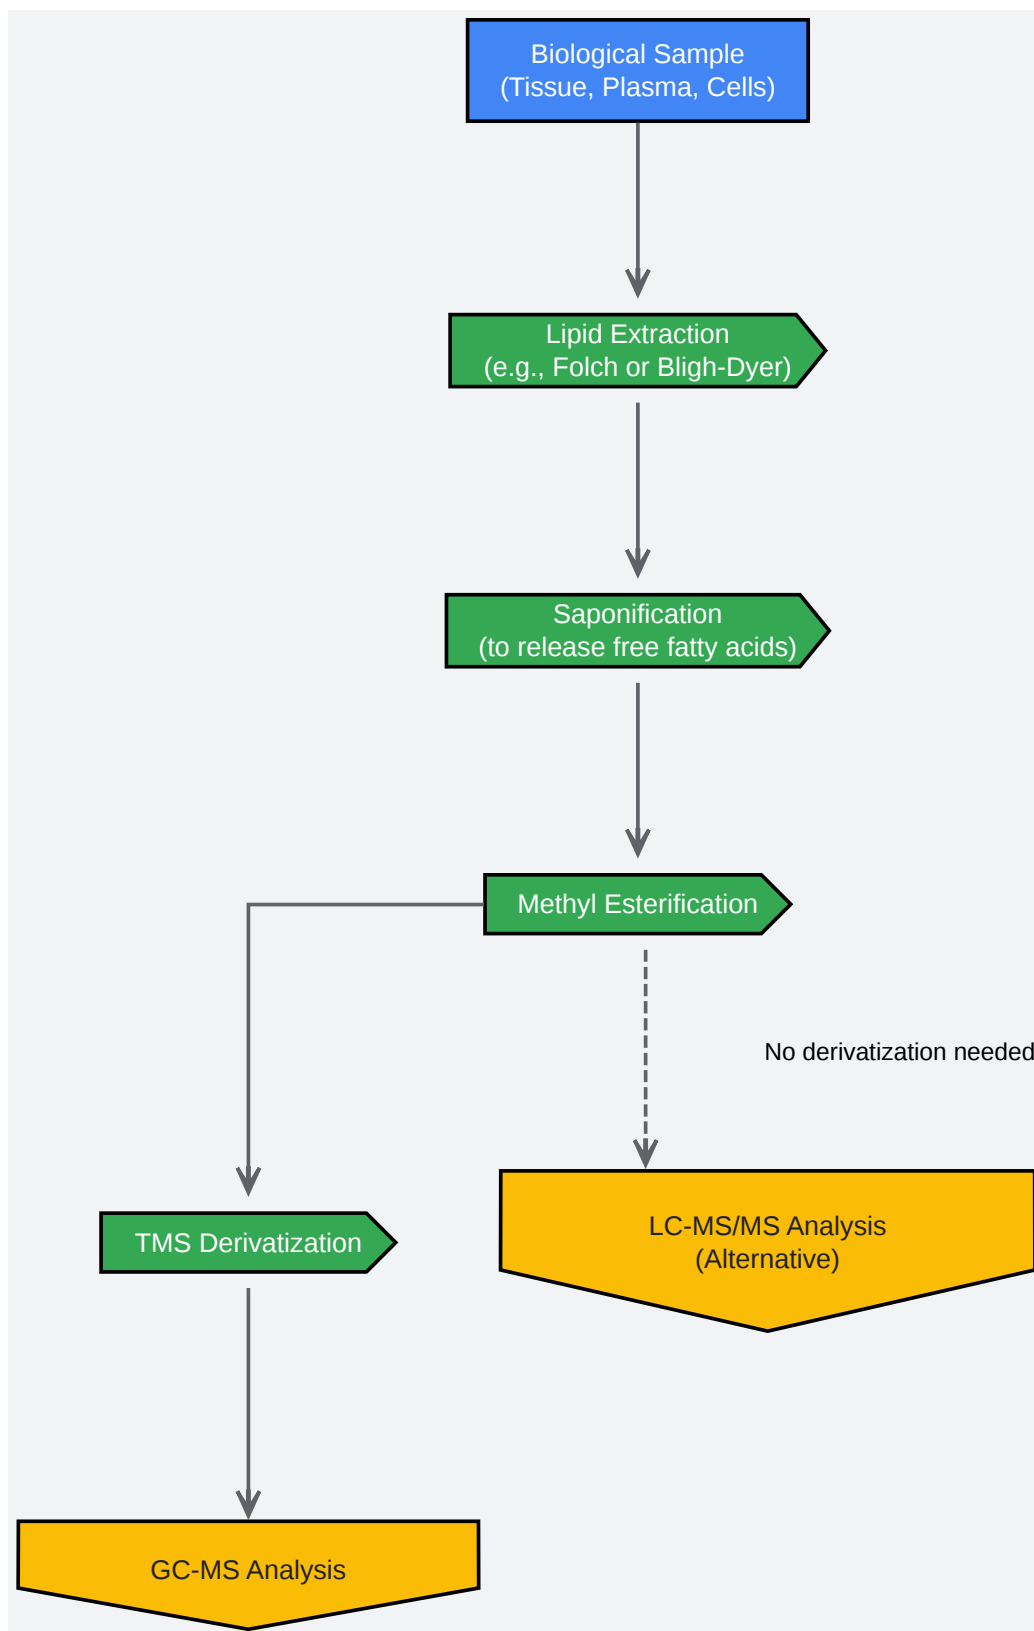 Biological Sample
(Tissue, Plasma, Cells)
Lipid Extraction
(e.g., Folch or Bligh-Dyer)
Saponification
(to release free fatty acids)
Methyl Esterification
No derivatization needed
TMS Derivatization
LC-MS/MS Analysis
(Alternative)
GC-MS Analysis